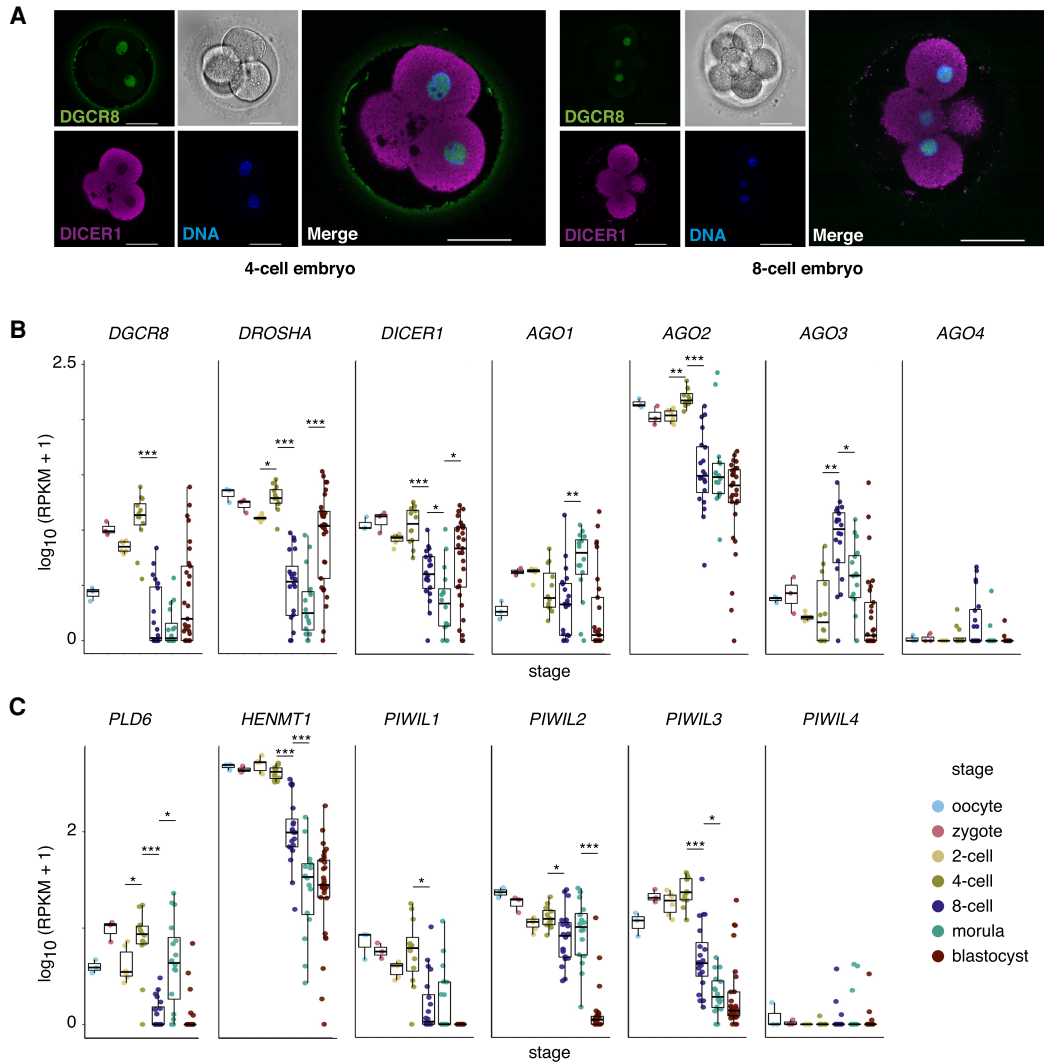 A
DGCR8
DICER1
DNA
Merge
4-cell embryo
DGCR8
DICER1
DNA
Merge
8-cell embryo
B
DGCR8 DROSHA DICER1 AGO1 AGO2 AGO3 AGO4
2.5
0
log10 (RPKM + 1)
***
* *** ***
*** * *
**
** ***
** *
stage
C
PLD6 HENMT1 PIWIL1 PIWIL2 PIWIL3 PIWIL4
2
0
log10 (RPKM + 1)
* *** *
*** ***
*
* ***
*** *
stage
stage
oocyte
zygote
2-cell
4-cell
8-cell
morula
blastocyst